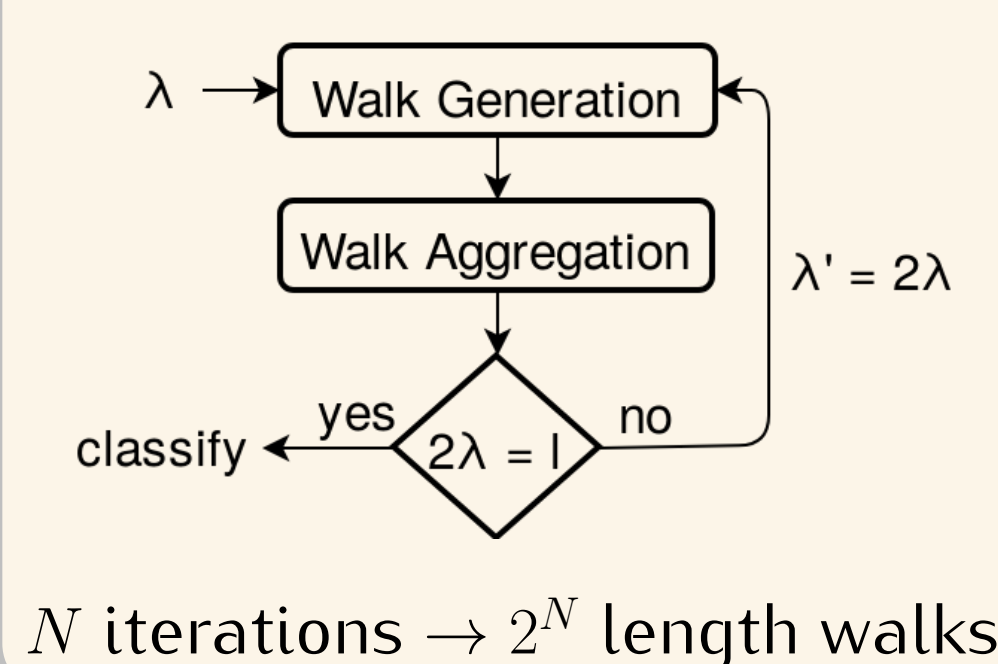 λ
Walk Generation
Walk Aggregation
λ' = 2λ
yes
no
classify
2λ = l
N iterations → 2^N length walks